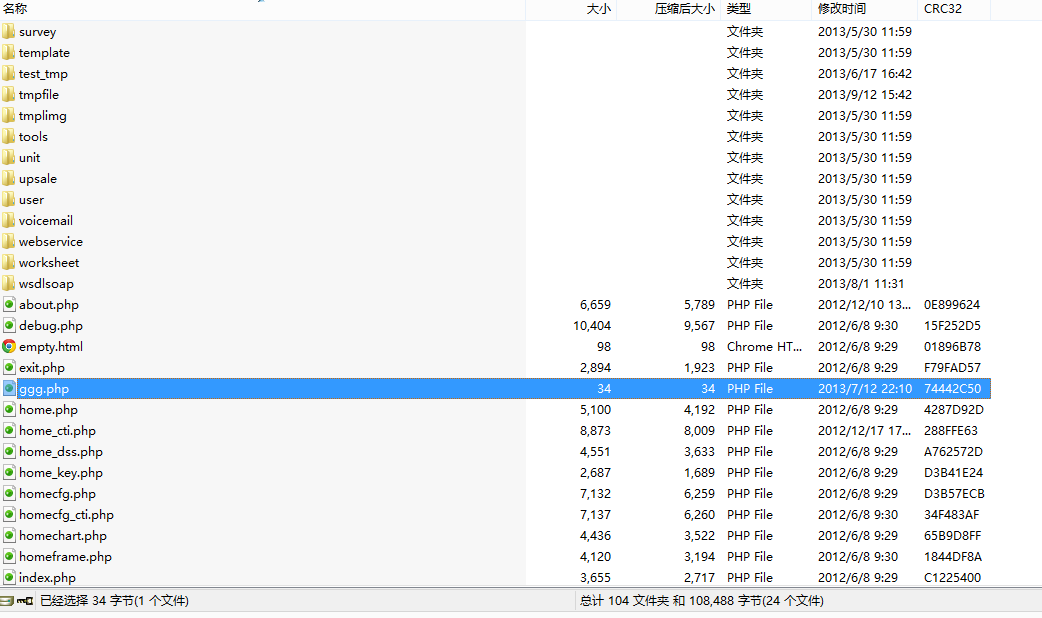 名称 大小 压缩后大小 类型 修改时间 CRC32
survey 文件夹 2013/5/30 11:59
template 文件夹 2013/5/30 11:59
test_tmp 文件夹 2013/6/17 16:42
tmpfile 文件夹 2013/9/12 15:42
tmplimg 文件夹 2013/5/30 11:59
tools 文件夹 2013/5/30 11:59
unit 文件夹 2013/5/30 11:59
upsale 文件夹 2013/5/30 11:59
user 文件夹 2013/5/30 11:59
voicemail 文件夹 2013/5/30 11:59
webservice 文件夹 2013/5/30 11:59
worksheet 文件夹 2013/5/30 11:59
wsdlsoap 文件夹 2013/8/1 11:31
about.php 6,659 5,789 PHP File 2012/12/10 13... 0E899624
debug.php 10,404 9,567 PHP File 2012/6/8 9:30 15F252D5
empty.html 98 98 Chrome HT... 2012/6/8 9:29 01896B78
exit.php 2,894 1,923 PHP File 2012/6/8 9:29 F79FAD57
ggg.php 34 34 PHP File 2013/7/12 22:10 74442C50
home.php 5,100 4,192 PHP File 2012/6/8 9:29 4287D92D
home_cti.php 8,873 8,009 PHP File 2012/12/17 17... 288FFE63
home_dss.php 4,551 3,633 PHP File 2012/6/8 9:29 A762572D
home_key.php 2,687 1,689 PHP File 2012/6/8 9:29 D3B41E24
homecfg.php 7,132 6,259 PHP File 2012/6/8 9:29 D3B57ECB
homecfg_cti.php 7,137 6,260 PHP File 2012/6/8 9:30 34F483AF
homechart.php 4,436 3,522 PHP File 2012/6/8 9:29 65B9D8FF
homeframe.php 4,120 3,194 PHP File 2012/6/8 9:30 1844DF8A
index.php 3,655 2,717 PHP File 2012/6/8 9:29 C1225400
已经选择 34 字节(1 个文件) 总计 104 文件夹 和 108,488 字节(24 个文件)